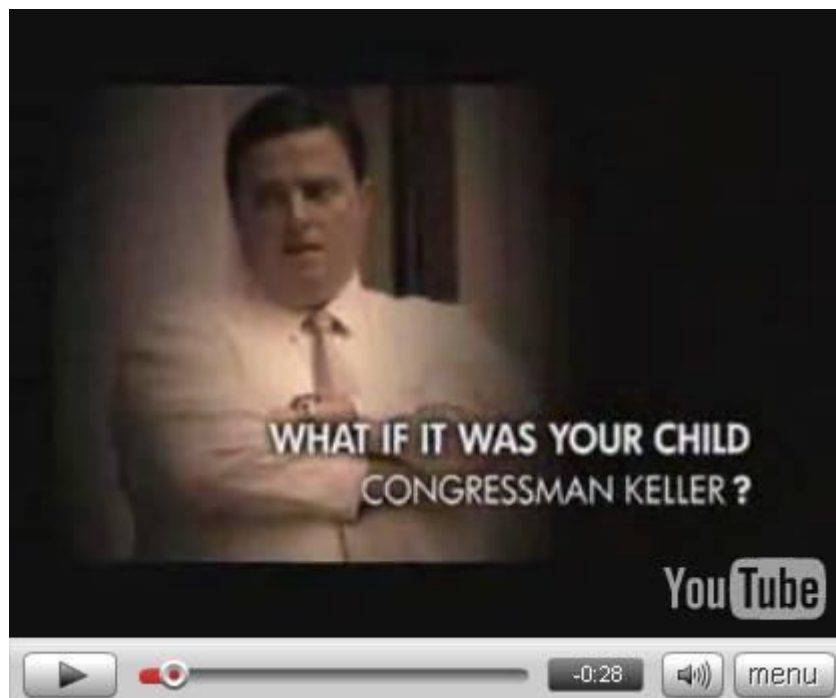 WHAT IF IT WAS YOUR CHILD
CONGRESSMAN KELLER?
YouTube
-0:28
menu